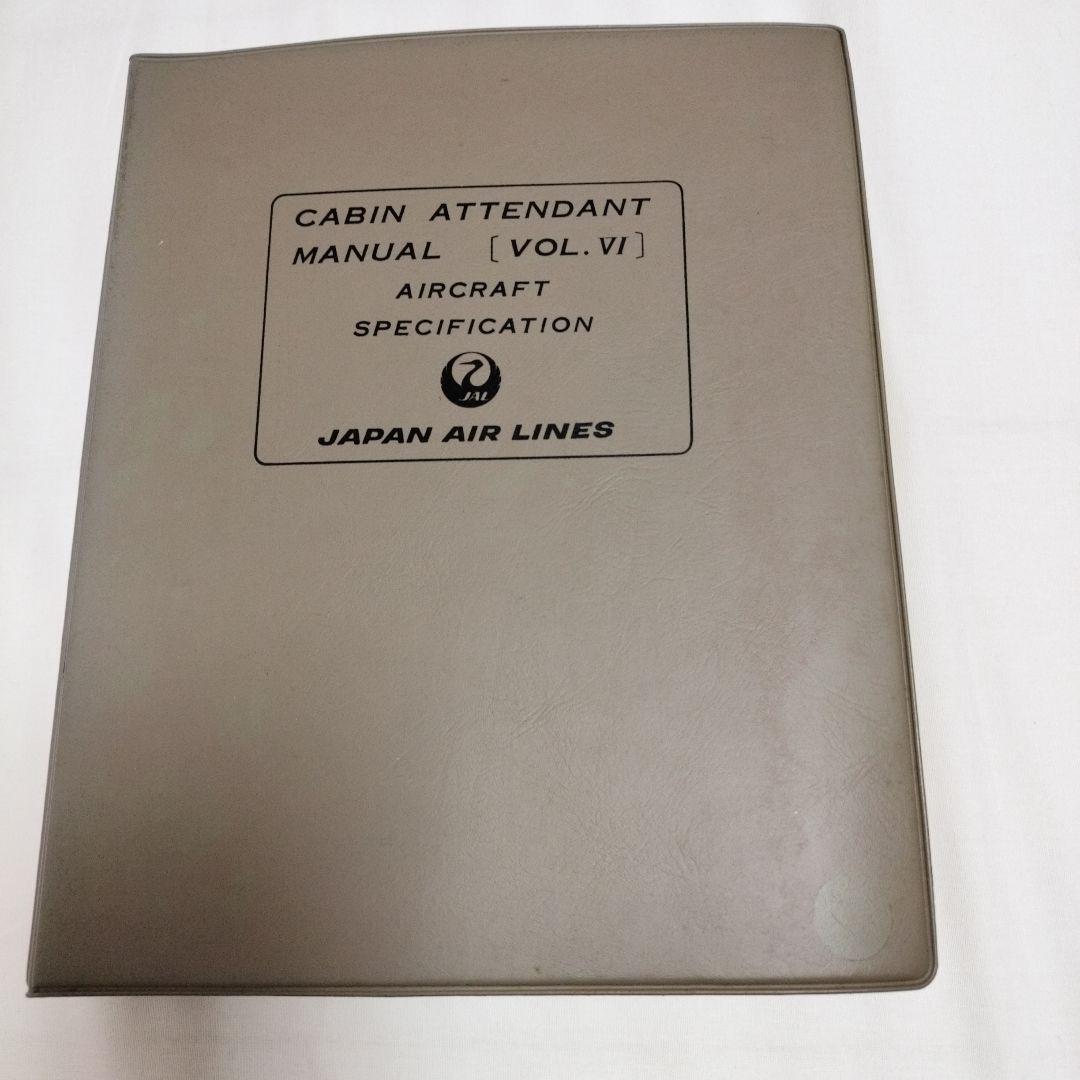 CABIN ATTENDANT
MANUAL [VOL. VI]
AIRCRAFT
SPECIFICATION
JAL
JAPAN AIR LINES